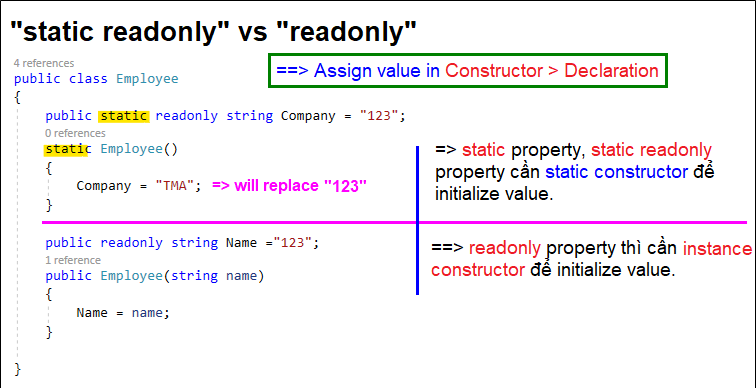 "static readonly" vs "readonly"
==> Assign value in Constructor > Declaration
4 references
public class Employee
{
public static readonly string Company = "123";
0 references
static Employee()
{
Company = "TMA"; => will replace "123"
}
=> static property, static readonly
property cần static constructor để
initialize value.
public readonly string Name ="123";
1 reference
public Employee(string name)
{
Name = name;
}
}
==> readonly property thì cần instance
constructor để initialize value.